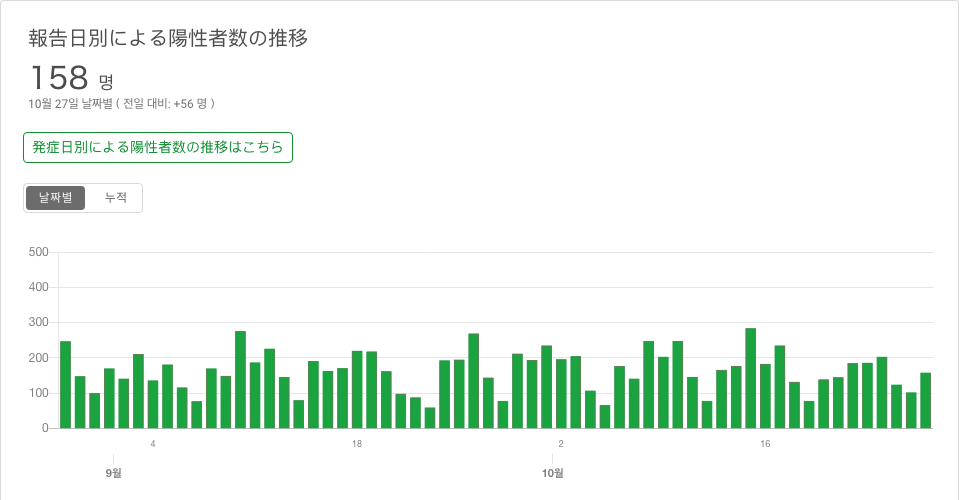 報告日別による陽性者数の推移
158 명
10월 27일 날짜별 ( 전일 대비: +56 명 )
発症日別による陽性者数の推移はこちら
날짜별 누적
500
400
300
200
100
0
4 18 2 16
9월 10월